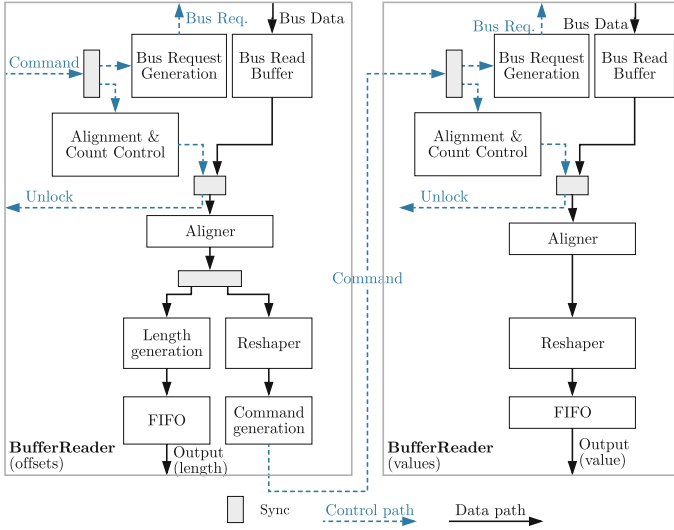 Bus Req.
Bus Data
Command
Bus Request
Generation
Bus Read
Buffer
Alignment &
Count Control
Unlock
Aligner
Length
generation
Reshaper
FIFO
Command
generation
BufferReader
(offsets)
Output
(length)
Command
Bus Req.
Bus Data
Bus Request
Generation
Bus Read
Buffer
Alignment &
Count Control
Unlock
Aligner
Reshaper
FIFO
BufferReader
(values)
Output
(value)
Sync
Control path
Data path